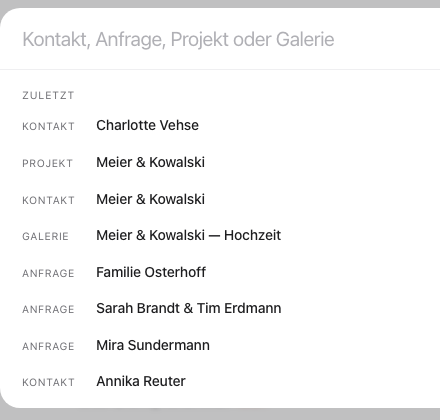 Kontakt, Anfrage, Projekt oder Galerie
ZULETZT
KONTAKT Charlotte Vehse
PROJEKT Meier & Kowalski
KONTAKT Meier & Kowalski
GALERIE Meier & Kowalski — Hochzeit
ANFRAGE Familie Osterhoff
ANFRAGE Sarah Brandt & Tim Erdmann
ANFRAGE Mira Sundermann
KONTAKT Annika Reuter